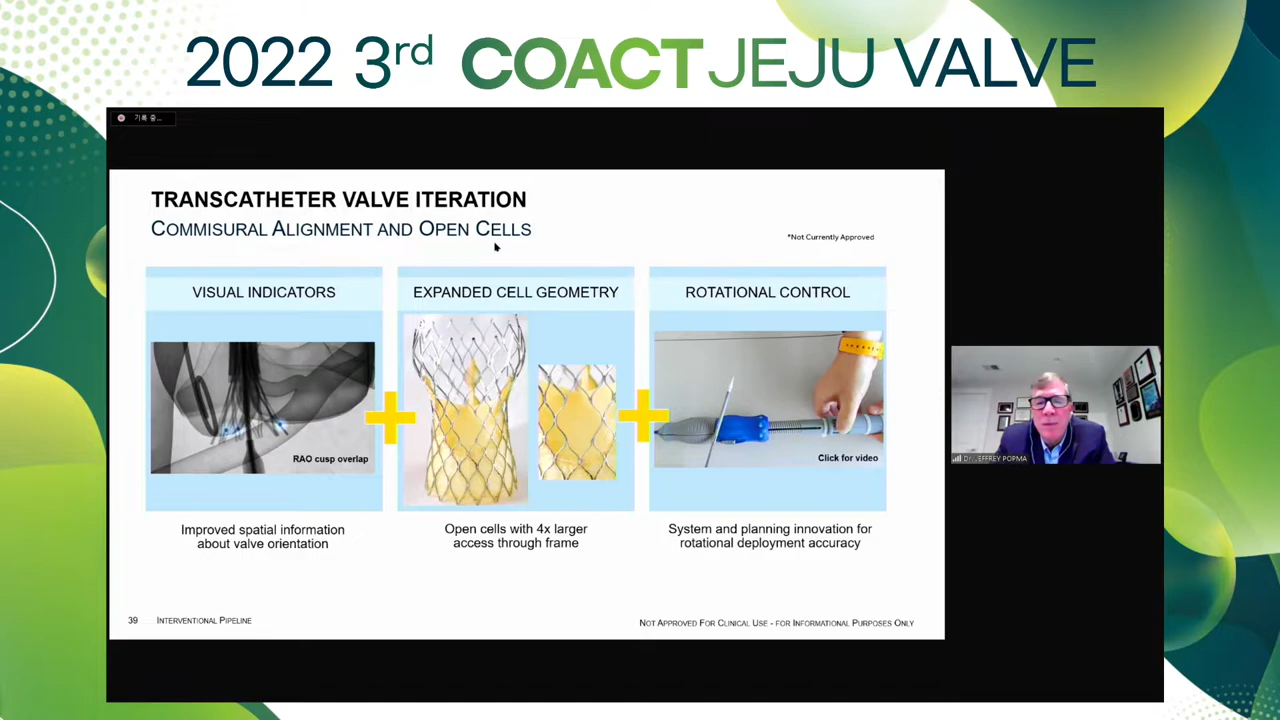 2022 3rd COACT JEJU VALVE
기록 중...
TRANSCATHETER VALVE ITERATION
COMMISURAL ALIGNMENT AND OPEN CELLS
*Not Currently Approved
VISUAL INDICATORS
EXPANDED CELL GEOMETRY
ROTATIONAL CONTROL
RAO cusp overlap
Click for video
Improved spatial information
about valve orientation
Open cells with 4x larger
access through frame
System and planning innovation for
rotational deployment accuracy
39 INTERVENTIONAL PIPELINE
NOT APPROVED FOR CLINICAL USE - FOR INFORMATIONAL PURPOSES ONLY
Dr. JEFFREY POPMA